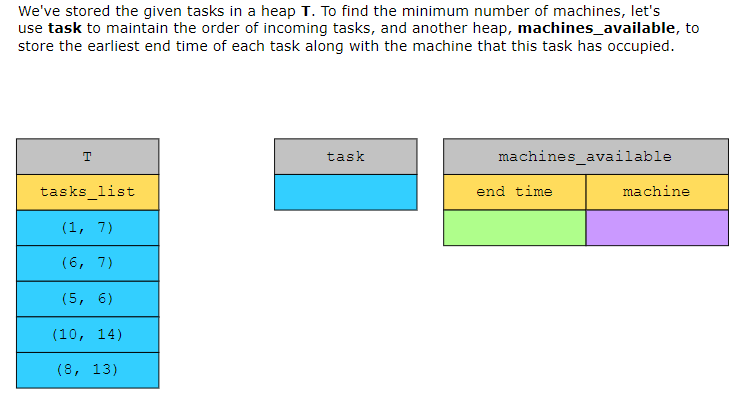 We've stored the given tasks in a heap T. To find the minimum number of machines, let's
use task to maintain the order of incoming tasks, and another heap, machines_available, to
store the earliest end time of each task along with the machine that this task has occupied.
T
tasks_list
(1, 7)
(6, 7)
(5, 6)
(10, 14)
(8, 13)
task
machines_available
end time
machine